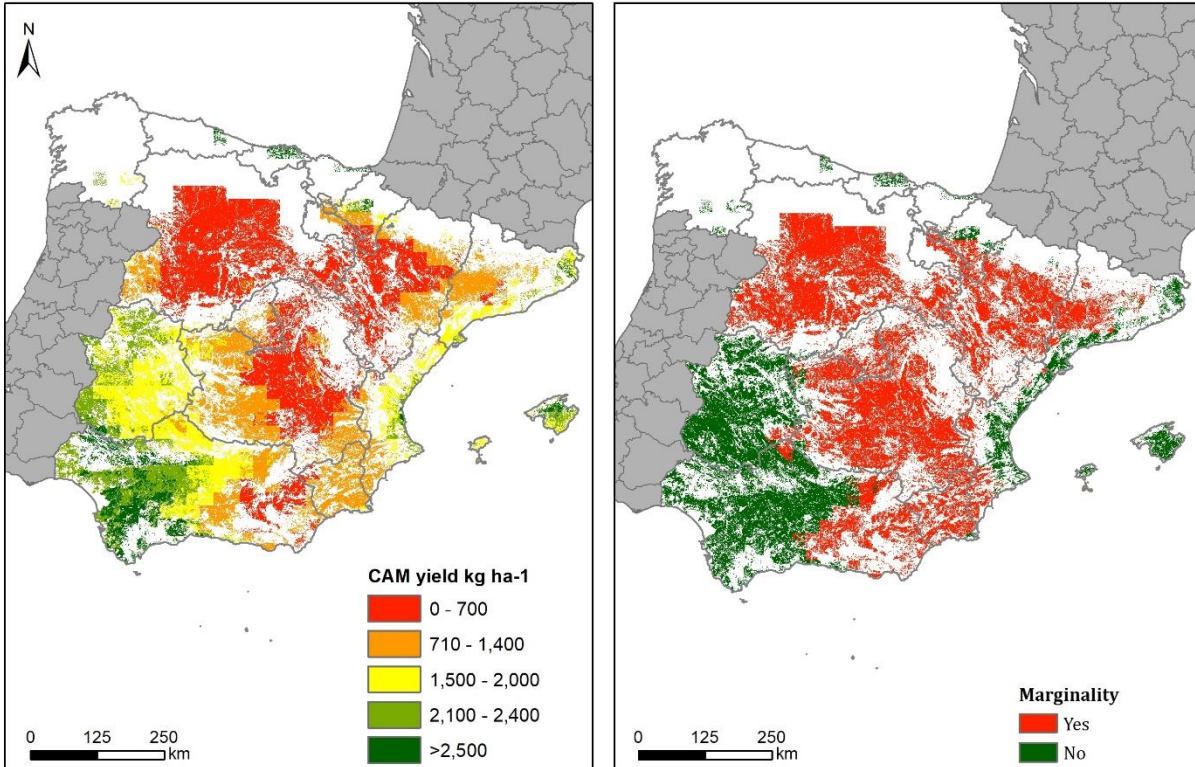 N
CAM yield kg ha-1
0 - 700
710 - 1,400
1,500 - 2,000
2,100 - 2,400
>2,500
0 125 250
km
Marginality
Yes
No
0 125 250
km